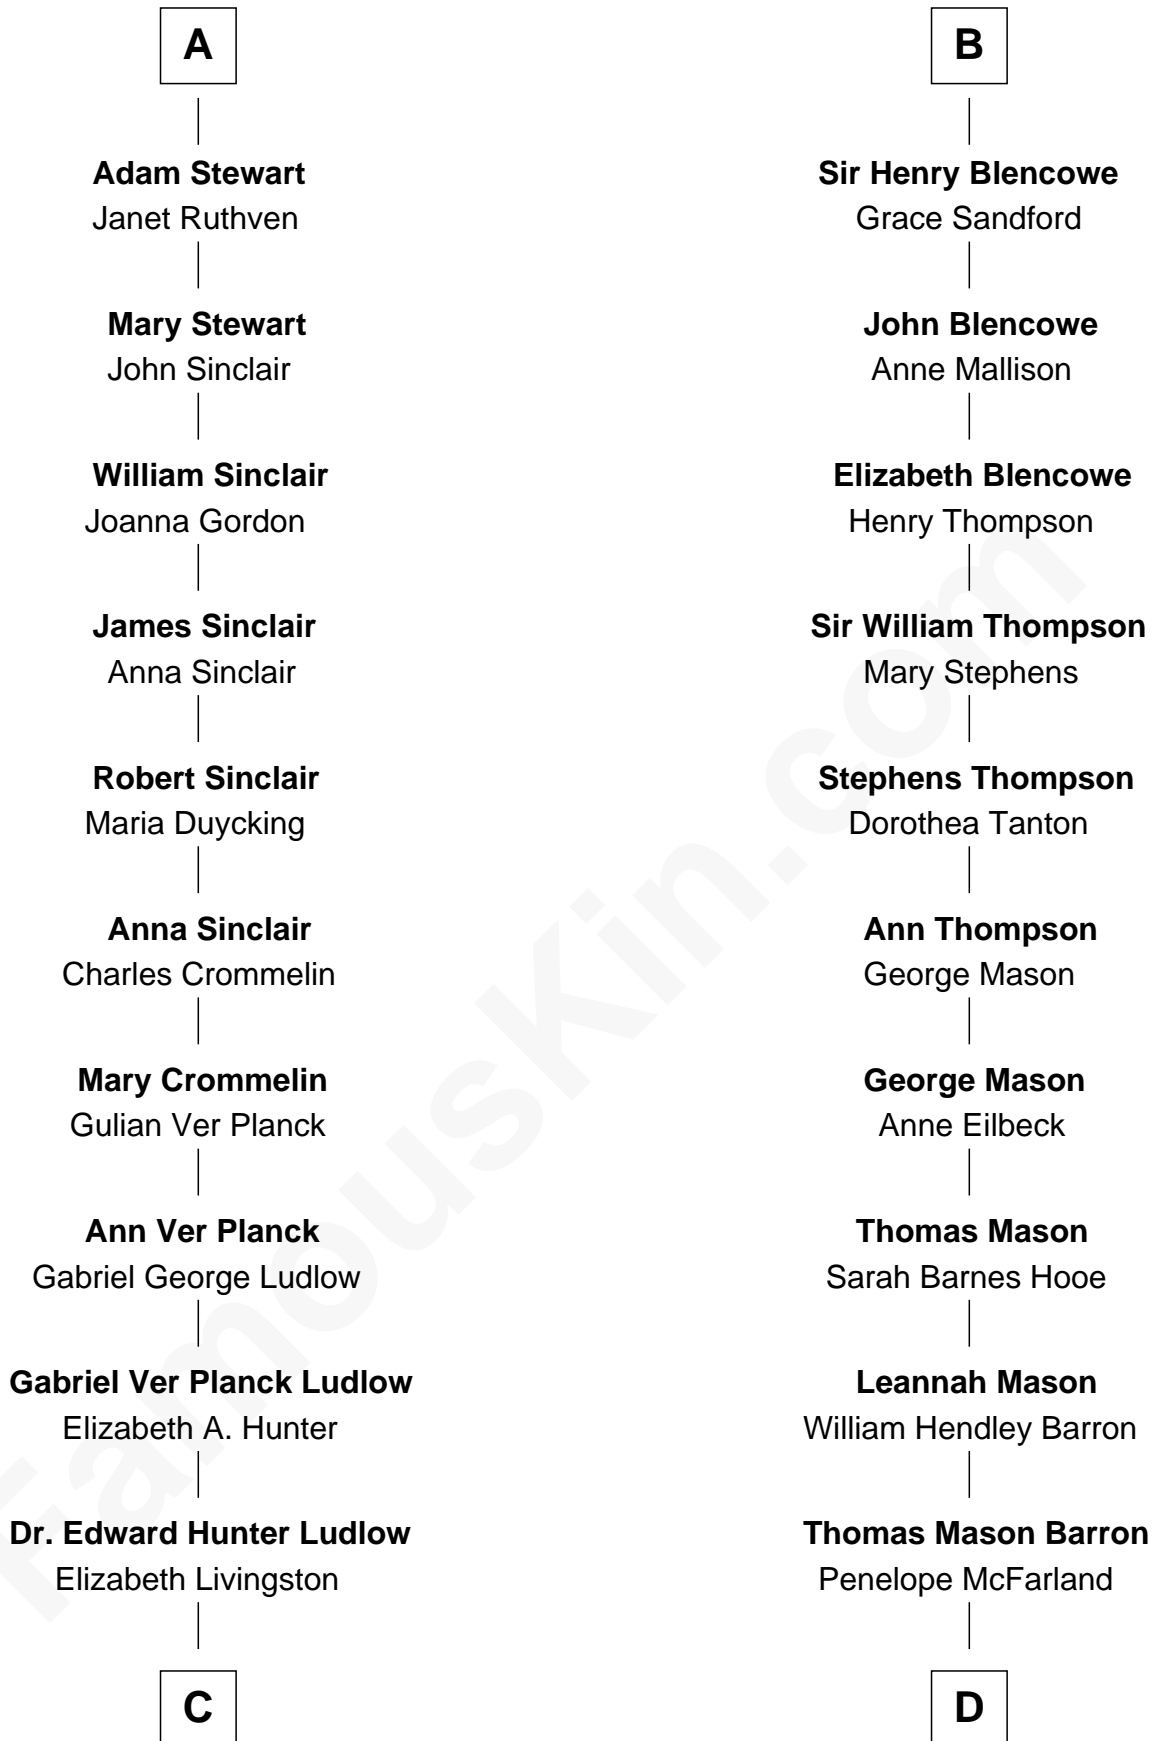 A
Adam Stewart
Janet Ruthven
Mary Stewart
John Sinclair
William Sinclair
Joanna Gordon
James Sinclair
Anna Sinclair
Robert Sinclair
Maria Duycking
Anna Sinclair
Charles Crommelin
Mary Crommelin
Gulian Ver Planck
Ann Ver Planck
Gabriel George Ludlow
Gabriel Ver Planck Ludlow
Elizabeth A. Hunter
Dr. Edward Hunter Ludlow
Elizabeth Livingston
C
B
Sir Henry Blencowe
Grace Sandford
John Blencowe
Anne Mallison
Elizabeth Blencowe
Henry Thompson
Sir William Thompson
Mary Stephens
Stephens Thompson
Dorothea Tanton
Ann Thompson
George Mason
George Mason
Anne Eilbeck
Thomas Mason
Sarah Barnes Hooe
Leannah Mason
William Hendley Barron
Thomas Mason Barron
Penelope McFarland
D
FamousKin.com